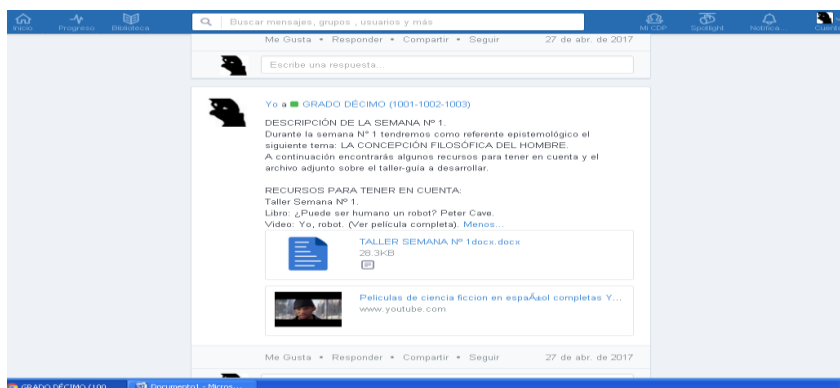 Inicio
Progreso
Biblioteca
Buscar mensajes, grupos , usuarios y más
Mi CDP
Spotlight
Notifica...
Cuenta
Me Gusta • Responder • Compartir • Seguir 27 de abr. de 2017
Escribe una respuesta...
Yo a GRADO DÉCIMO (1001-1002-1003)
DESCRIPCIÓN DE LA SEMANA Nº 1.
Durante la semana N° 1 tendremos como referente epistemológico el
siguiente tema: LA CONCEPCIÓN FILOSÓFICA DEL HOMBRE.
A continuación encontrarás algunos recursos para tener en cuenta y el
archivo adjunto sobre el taller-guía a desarrollar.
RECURSOS PARA TENER EN CUENTA:
Taller Semana N° 1.
Libro: ¿Puede ser humano un robot? Peter Cave.
Video: Yo, robot. (Ver película completa). Menos...
TALLER SEMANA Nº 1docx.docx
28.3KB
Peliculas de ciencia ficcion en espaÃ±ol completas Y...
www.youtube.com
Me Gusta • Responder • Compartir • Seguir 27 de abr. de 2017
GRADO DÉCIMO (100...
Documento1 - Micros...